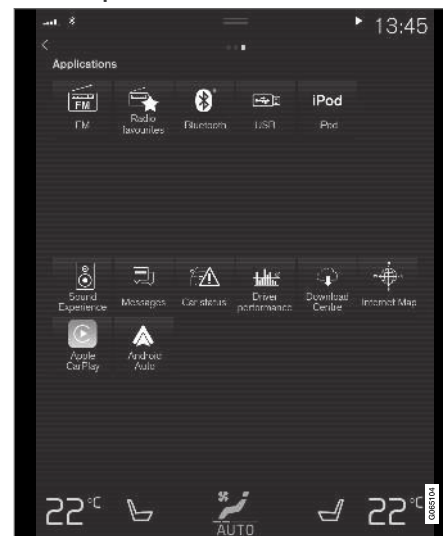 13:45
Applications
FM
iPod
FM
Radio
favourites
Bluetooth
USB
iPod
Sound
Experience
Messages
Car status
Driver
performance
Download
Centre
Internet Map
Apple
CarPlay
Android
Auto
22°C
AUTO
22°C
G065104